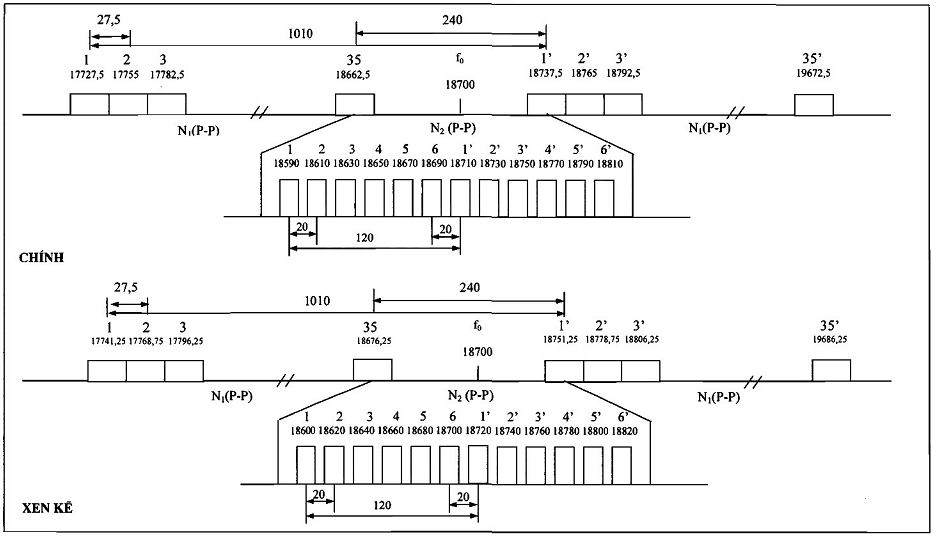 27,5
240
1010
1 2 3 35 f₀ 1' 2' 3' 35'
17727,5 17755 17782,5 18662,5 18700 18737,5 18765 18792,5 19672,5
N₁(P-P) N₂ (P-P) N₁(P-P)
1 2 3 4 5 6 1' 2' 3' 4' 5' 6'
18590 18610 18630 18650 18670 18690 18710 18730 18750 18770 18790 18810
20 20
120
CHÍNH
27,5
240
1010
1 2 3 35 f₀ 1' 2' 3' 35'
17741,25 17768,75 17796,25 18676,25 18700 18751,25 18778,75 18806,25 19686,25
N₁(P-P) N₂ (P-P) N₁(P-P)
1 2 3 4 5 6 1' 2' 3' 4' 5' 6'
18600 18620 18640 18660 18680 18700 18720 18740 18760 18780 18800 18820
20 20
120
XEN KẼ